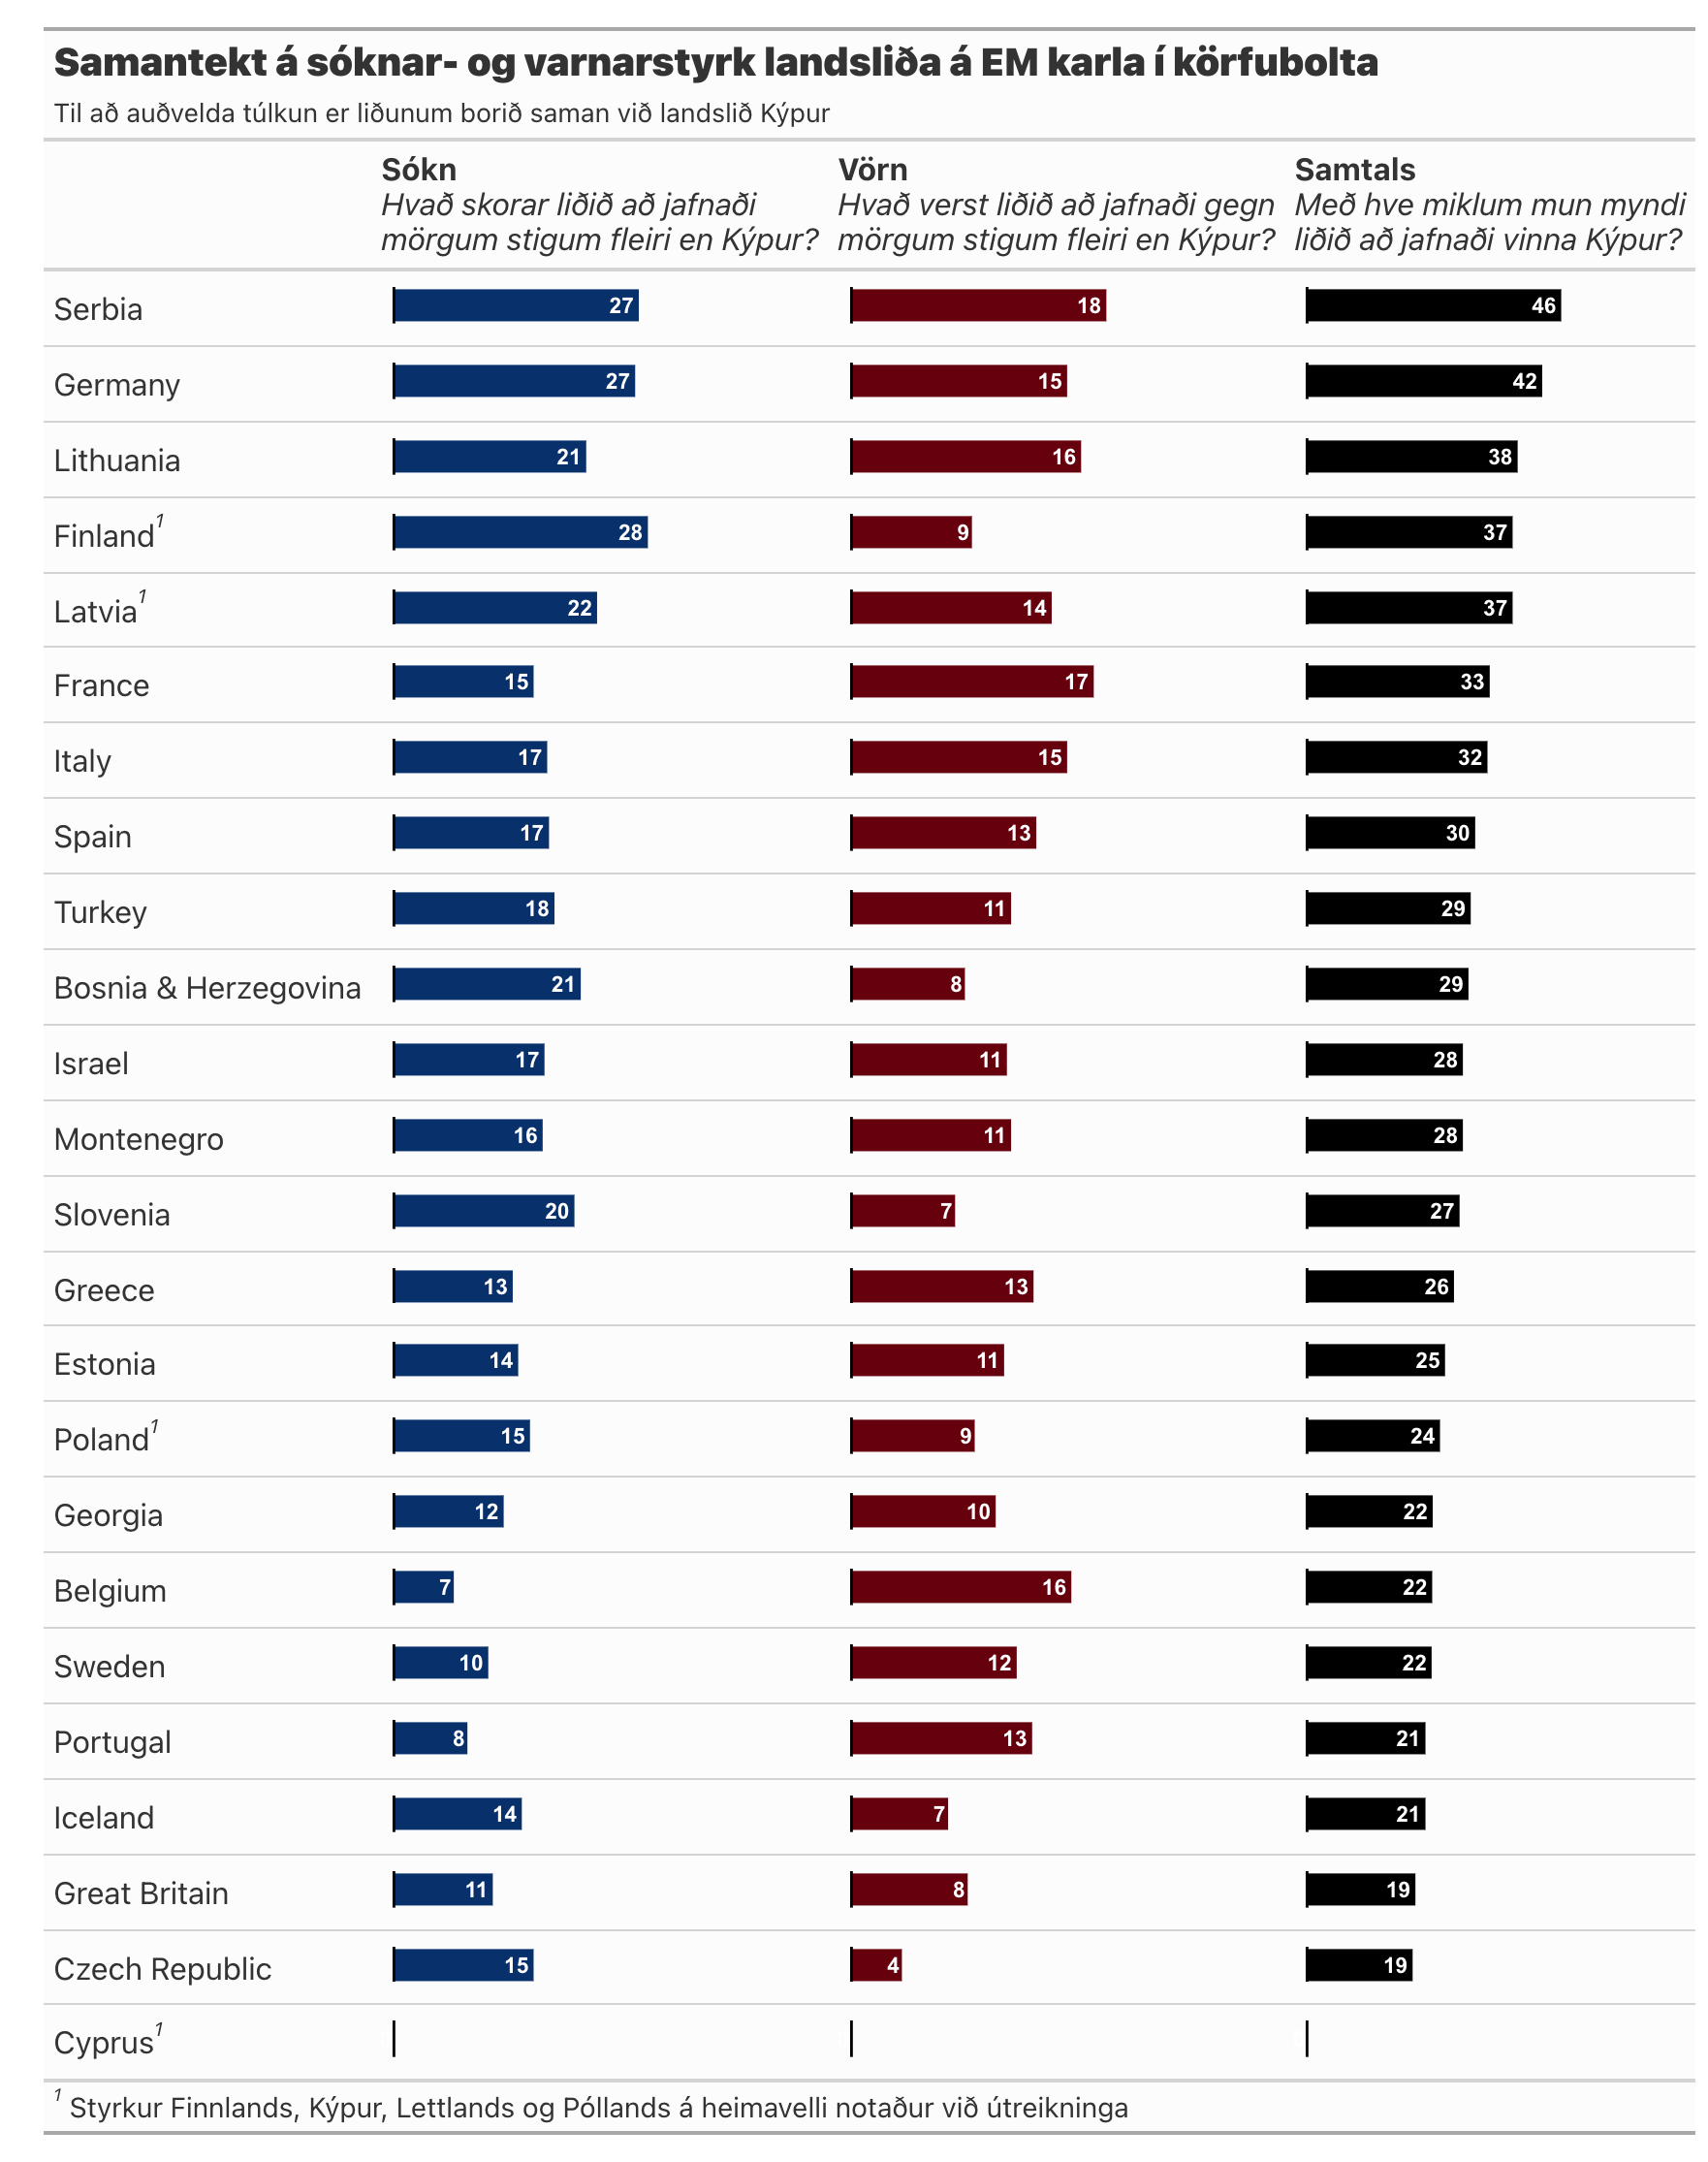 Samantekt á sóknar- og varnarstyrk landsliða á EM karla í körfubolta
Til að auðvelda túlkun er liðunum borið saman við landslið Kýpur
Sókn Vörn Samtals
Hvað skorar liðið að jafnaði Hvað verst liðið að jafnaði gegn Með hve miklum mun myndi
mörgum stigum fleiri en Kýpur? mörgum stigum fleiri en Kýpur? liðið að jafnaði vinna Kýpur?
Serbia 27 18 46
Germany 27 15 42
Lithuania 21 16 38
Finland¹ 28 9 37
Latvia¹ 22 14 37
France 15 17 33
Italy 17 15 32
Spain 17 13 30
Turkey 18 11 29
Bosnia & Herzegovina 21 8 29
Israel 17 11 28
Montenegro 16 11 28
Slovenia 20 7 27
Greece 13 13 26
Estonia 14 11 25
Poland¹ 15 9 24
Georgia 12 10 22
Belgium 7 16 22
Sweden 10 12 22
Portugal 8 13 21
Iceland 14 7 21
Great Britain 11 8 19
Czech Republic 15 4 19
Cyprus¹
¹ Styrkur Finnlands, Kýpur, Lettlands og Póllands á heimavelli notaður við útreikninga